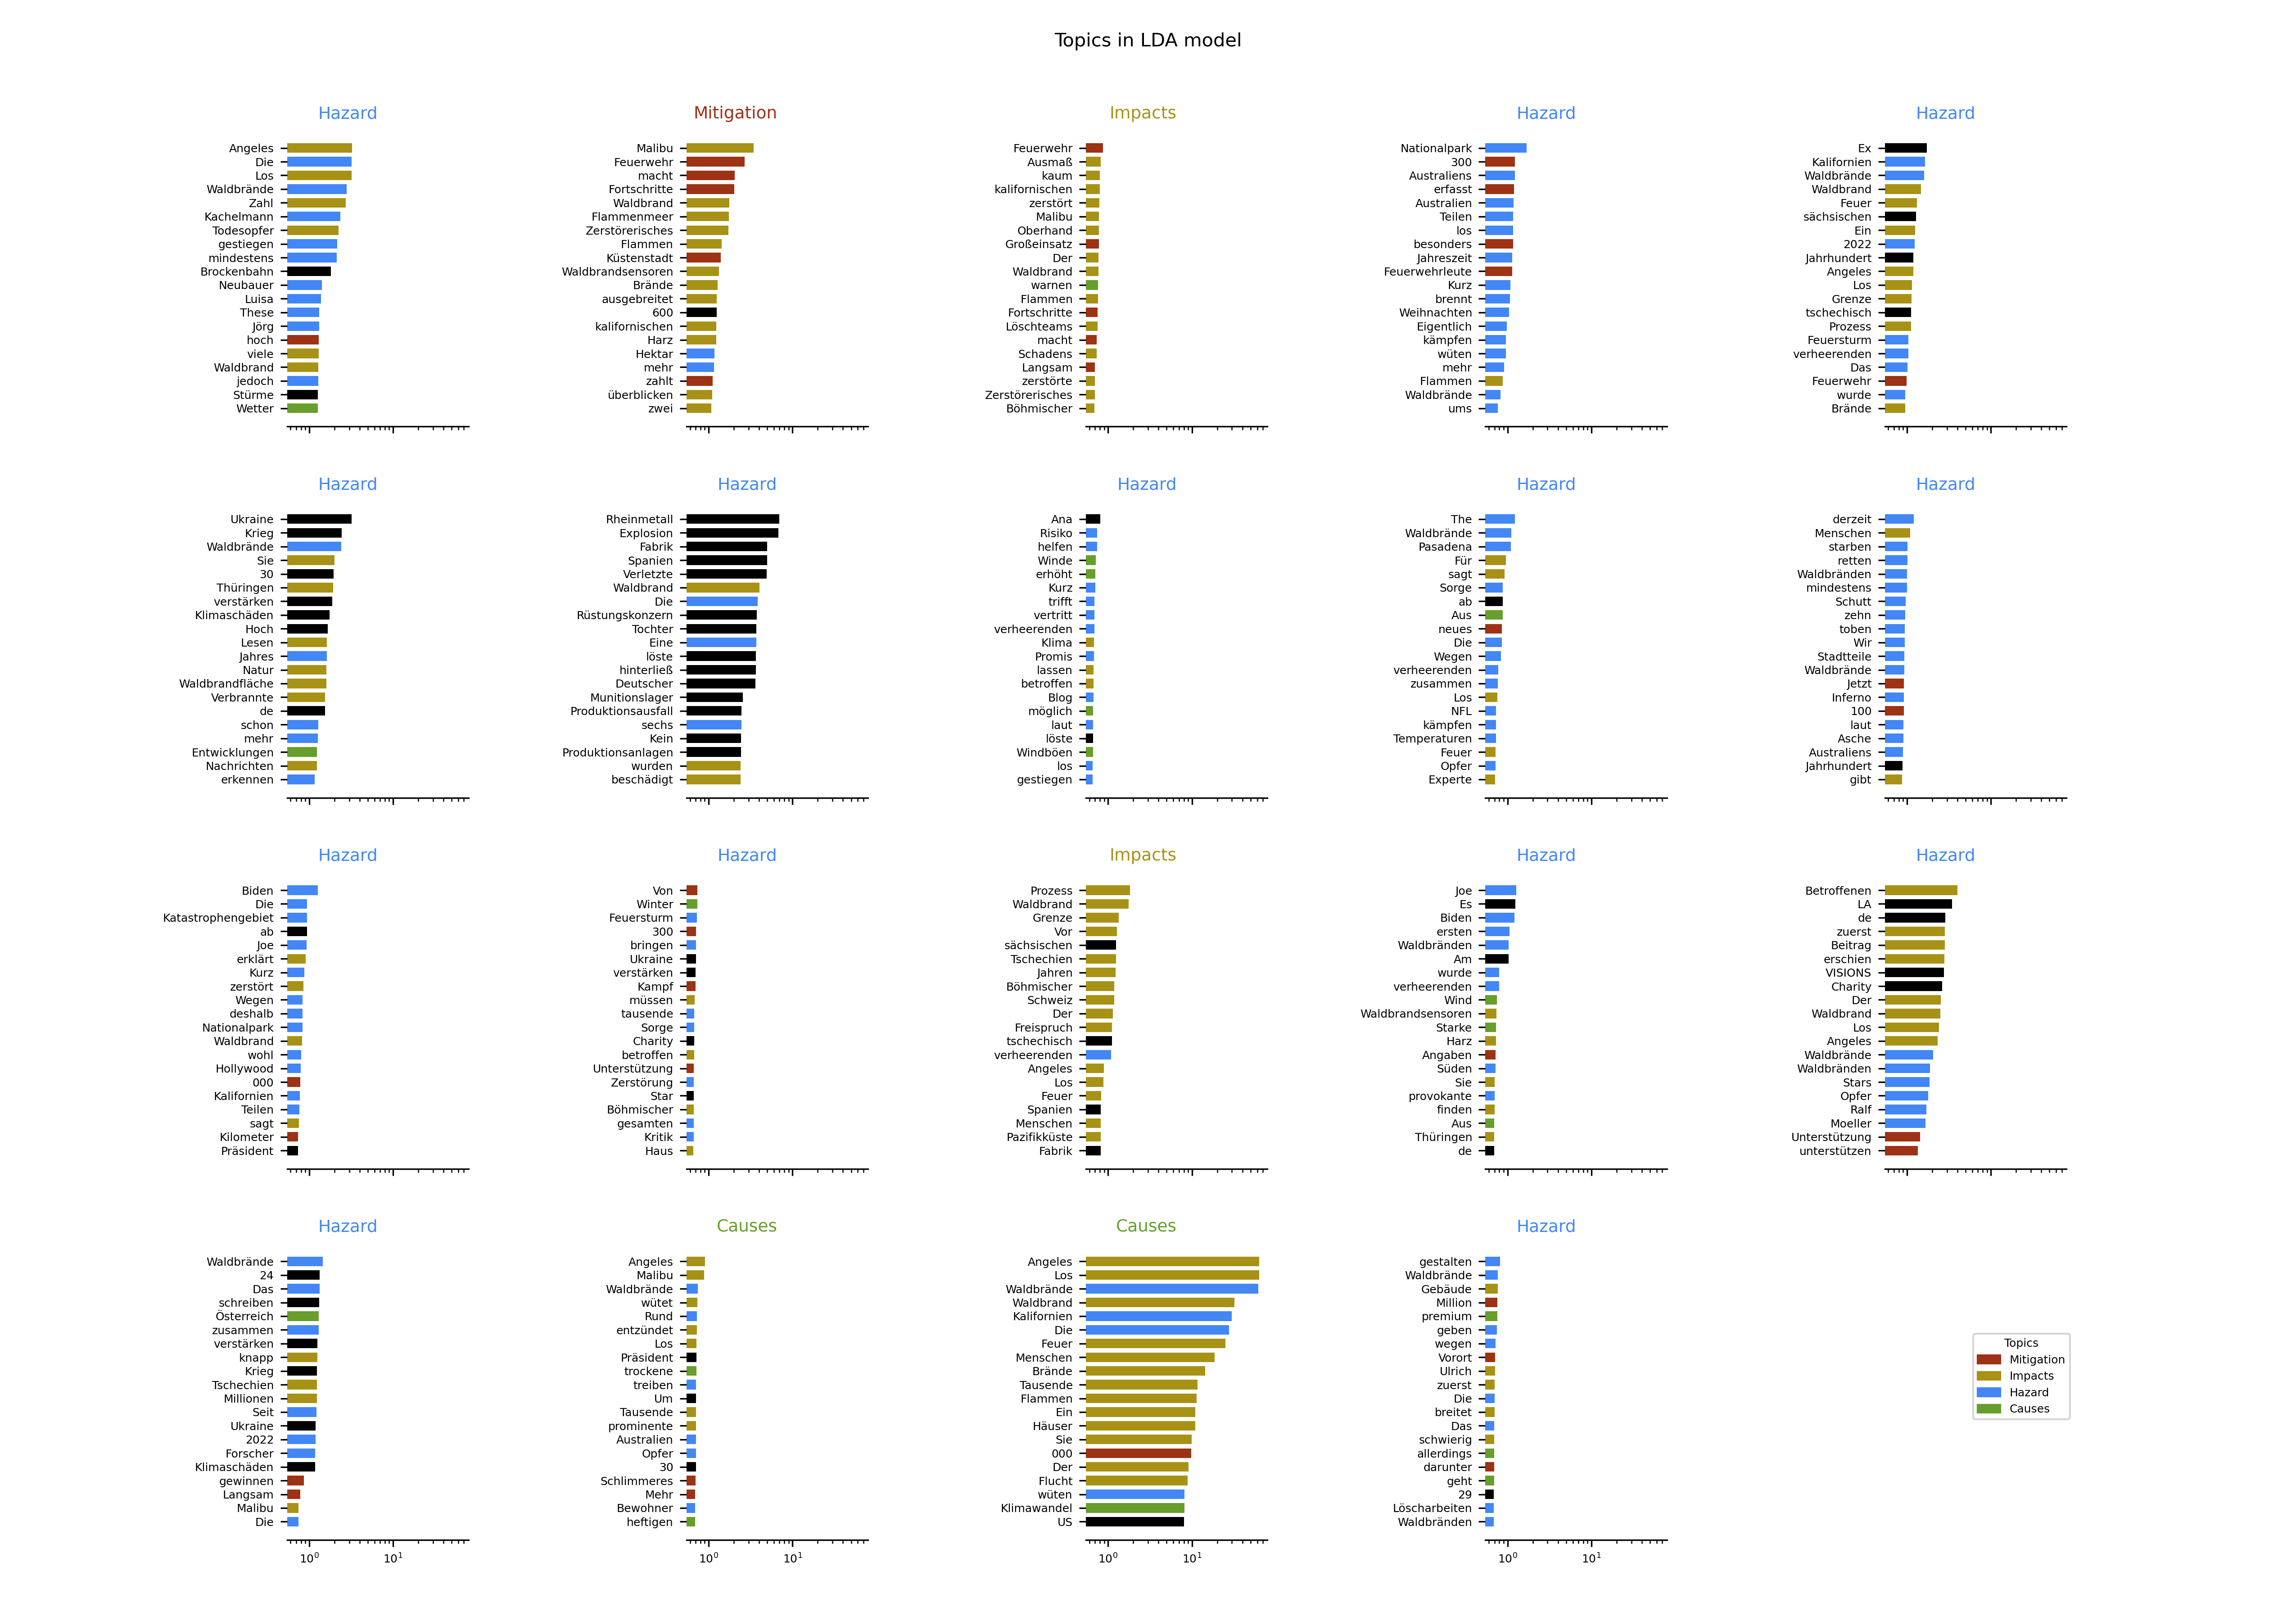 Topics in LDA model
Hazard
Angeles
Die
Los
Waldbrände
Zahl
Kachelmann
Todesopfer
gestiegen
mindestens
Brockenbahn
Neubauer
Luisa
These
Jörg
hoch
viele
Waldbrand
jedoch
Stürme
Wetter
Mitigation
Malibu
Feuerwehr
macht
Fortschritte
Waldbrand
Flammenmeer
Zerstörerisches
Flammen
Küstenstadt
Waldbrandsensoren
Brände
ausgebreitet
600
kalifornischen
Harz
Hektar
mehr
zahlt
überblicken
zwei
Impacts
Feuerwehr
Ausmaß
kaum
kalifornischen
zerstört
Malibu
Oberhand
Großeinsatz
Der
Waldbrand
warnen
Flammen
Fortschritte
Löschteams
macht
Schadens
Langsam
zerstörte
Zerstörerisches
Böhmischer
Hazard
Nationalpark
300
Australiens
erfasst
Australien
Teilen
los
besonders
Jahreszeit
Feuerwehrleute
Kurz
brennt
Weihnachten
Eigentlich
kämpfen
wüten
mehr
Flammen
Waldbrände
ums
Hazard
Ex
Kalifornien
Waldbrände
Waldbrand
Feuer
sächsischen
Ein
2022
Jahrhundert
Angeles
Los
Grenze
tschechisch
Prozess
Feuersturm
verheerenden
Das
Feuerwehr
wurde
Brände
Hazard
Ukraine
Krieg
Waldbrände
Sie
30
Thüringen
verstärken
Klimaschäden
Hoch
Lesen
Jahres
Natur
Waldbrandfläche
Verbrannte
de
schon
mehr
Entwicklungen
Nachrichten
erkennen
Hazard
Rheinmetall
Explosion
Fabrik
Spanien
Verletzte
Waldbrand
Die
Rüstungskonzern
Tochter
Eine
löste
hinterließ
Deutscher
Munitionslager
Produktionsausfall
sechs
Kein
Produktionsanlagen
wurden
beschädigt
Hazard
Ana
Risiko
helfen
Winde
erhöht
Kurz
trifft
vertritt
verheerenden
Klima
Promis
lassen
betroffen
Blog
möglich
laut
löste
Windböen
los
gestiegen
Hazard
The
Waldbrände
Pasadena
Für
sagt
Sorge
ab
Aus
neues
Die
Wegen
verheerenden
zusammen
Los
NFL
kämpfen
Temperaturen
Feuer
Opfer
Experte
Hazard
derzeit
Menschen
starben
retten
Waldbränden
mindestens
Schutt
zehn
toben
Wir
Stadtteile
Waldbrände
Jetzt
Inferno
100
laut
Asche
Australiens
Jahrhundert
gibt
Hazard
Biden
Die
Katastrophengebiet
ab
Joe
erklärt
Kurz
zerstört
Wegen
deshalb
Nationalpark
Waldbrand
wohl
Hollywood
000
Kalifornien
Teilen
sagt
Kilometer
Präsident
Hazard
Von
Winter
Feuersturm
300
bringen
Ukraine
verstärken
Kampf
müssen
tausende
Sorge
Charity
betroffen
Unterstützung
Zerstörung
Star
Böhmischer
gesamten
Kritik
Haus
Impacts
Prozess
Waldbrand
Grenze
Vor
sächsischen
Tschechien
Jahren
Böhmischer
Schweiz
Der
Freispruch
tschechisch
verheerenden
Angeles
Los
Feuer
Spanien
Menschen
Pazifikküste
Fabrik
Hazard
Joe
Es
Biden
ersten
Waldbränden
Am
wurde
verheerenden
Wind
Waldbrandsensoren
Starke
Harz
Angaben
Süden
Sie
provokante
finden
Aus
Thüringen
de
Hazard
Betroffenen
LA
de
zuerst
Beitrag
erschien
VISIONS
Charity
Der
Waldbrand
Los
Angeles
Waldbrände
Waldbränden
Stars
Opfer
Ralf
Moeller
Unterstützung
unterstützen
Hazard
Waldbrände
24
Das
schreiben
Österreich
zusammen
verstärken
knapp
Krieg
Tschechien
Millionen
Seit
Ukraine
2022
Forscher
Klimaschäden
gewinnen
Langsam
Malibu
Die
10⁰ 10¹
Causes
Angeles
Malibu
Waldbrände
wütet
Rund
entzündet
Los
Präsident
trockene
treiben
Um
Tausende
prominente
Australien
Opfer
30
Schlimmeres
Mehr
Bewohner
heftigen
10⁰ 10¹
Causes
Angeles
Los
Waldbrände
Waldbrand
Kalifornien
Die
Feuer
Menschen
Brände
Tausende
Flammen
Ein
Häuser
Sie
000
Der
Flucht
wüten
Klimawandel
US
10⁰ 10¹
Hazard
gestalten
Waldbrände
Gebäude
Million
premium
geben
wegen
Vorort
Ulrich
zuerst
Die
breitet
Das
schwierig
allerdings
darunter
geht
29
Löscharbeiten
Waldbränden
10⁰ 10¹
Topics
Mitigation
Impacts
Hazard
Causes